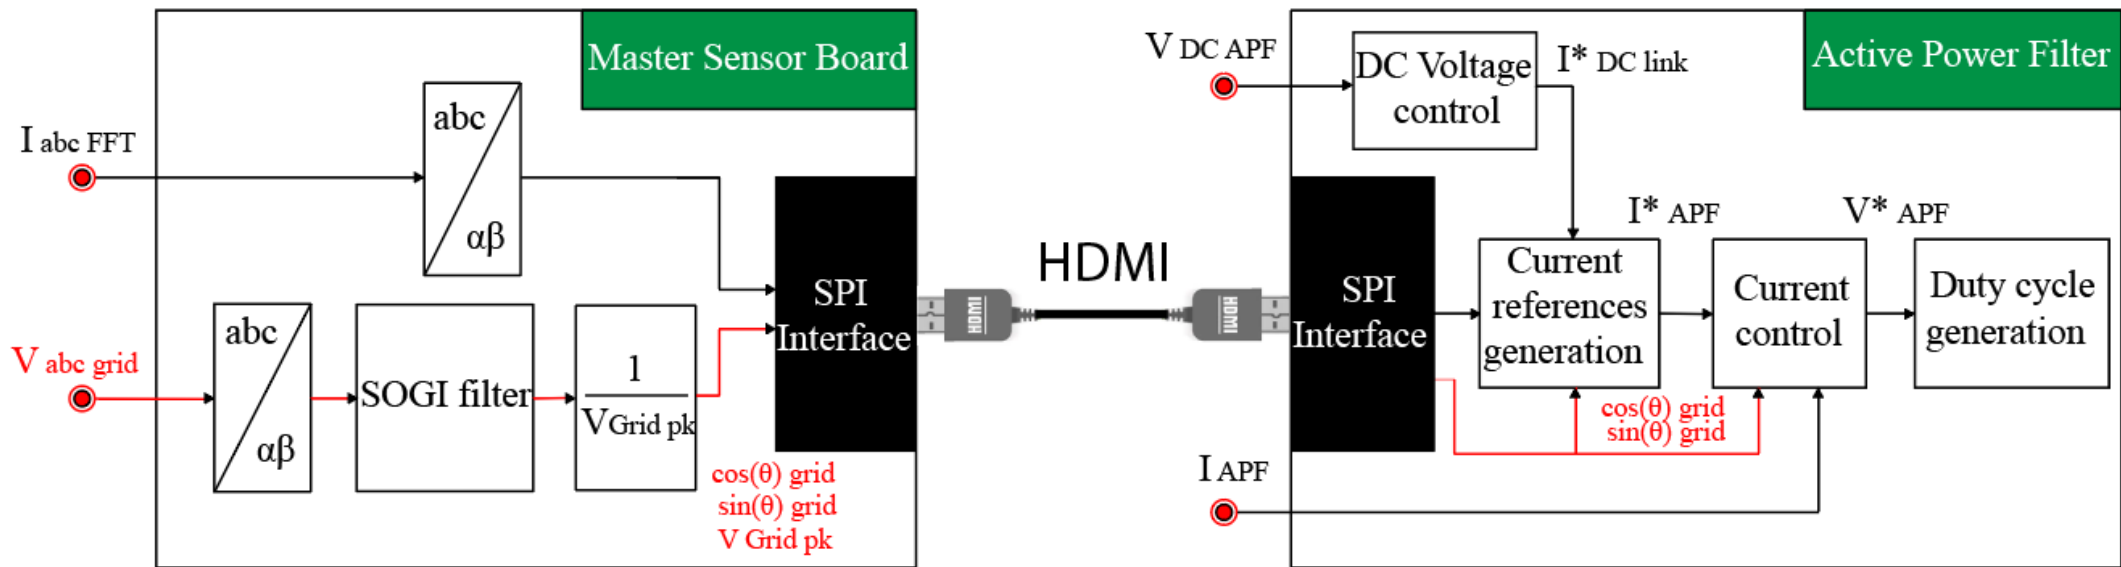 Master Sensor Board
I abc FFT
abc
αβ
V abc grid
abc
αβ
SOGI filter
1
VGrid pk
SPI
Interface
cos(θ) grid
sin(θ) grid
V Grid pk
HDMI
HDMI
HDMI
Active Power Filter
V DC APF
DC Voltage
control
I* DC link
SPI
Interface
Current
references
generation
I* APF
Current
control
V* APF
Duty cycle
generation
cos(θ) grid
sin(θ) grid
I APF